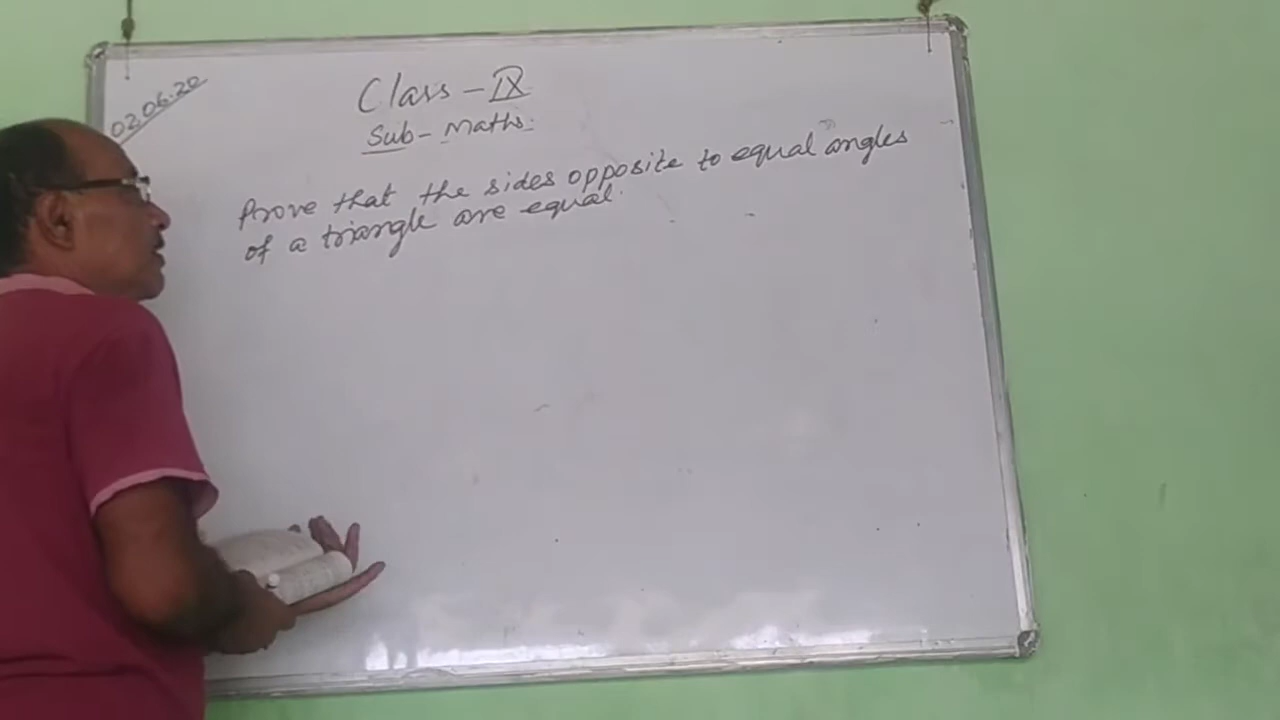 02.06.20
Class - IX
Sub - Maths:
Prove that the sides opposite to equal angles
of a triangle are equal.